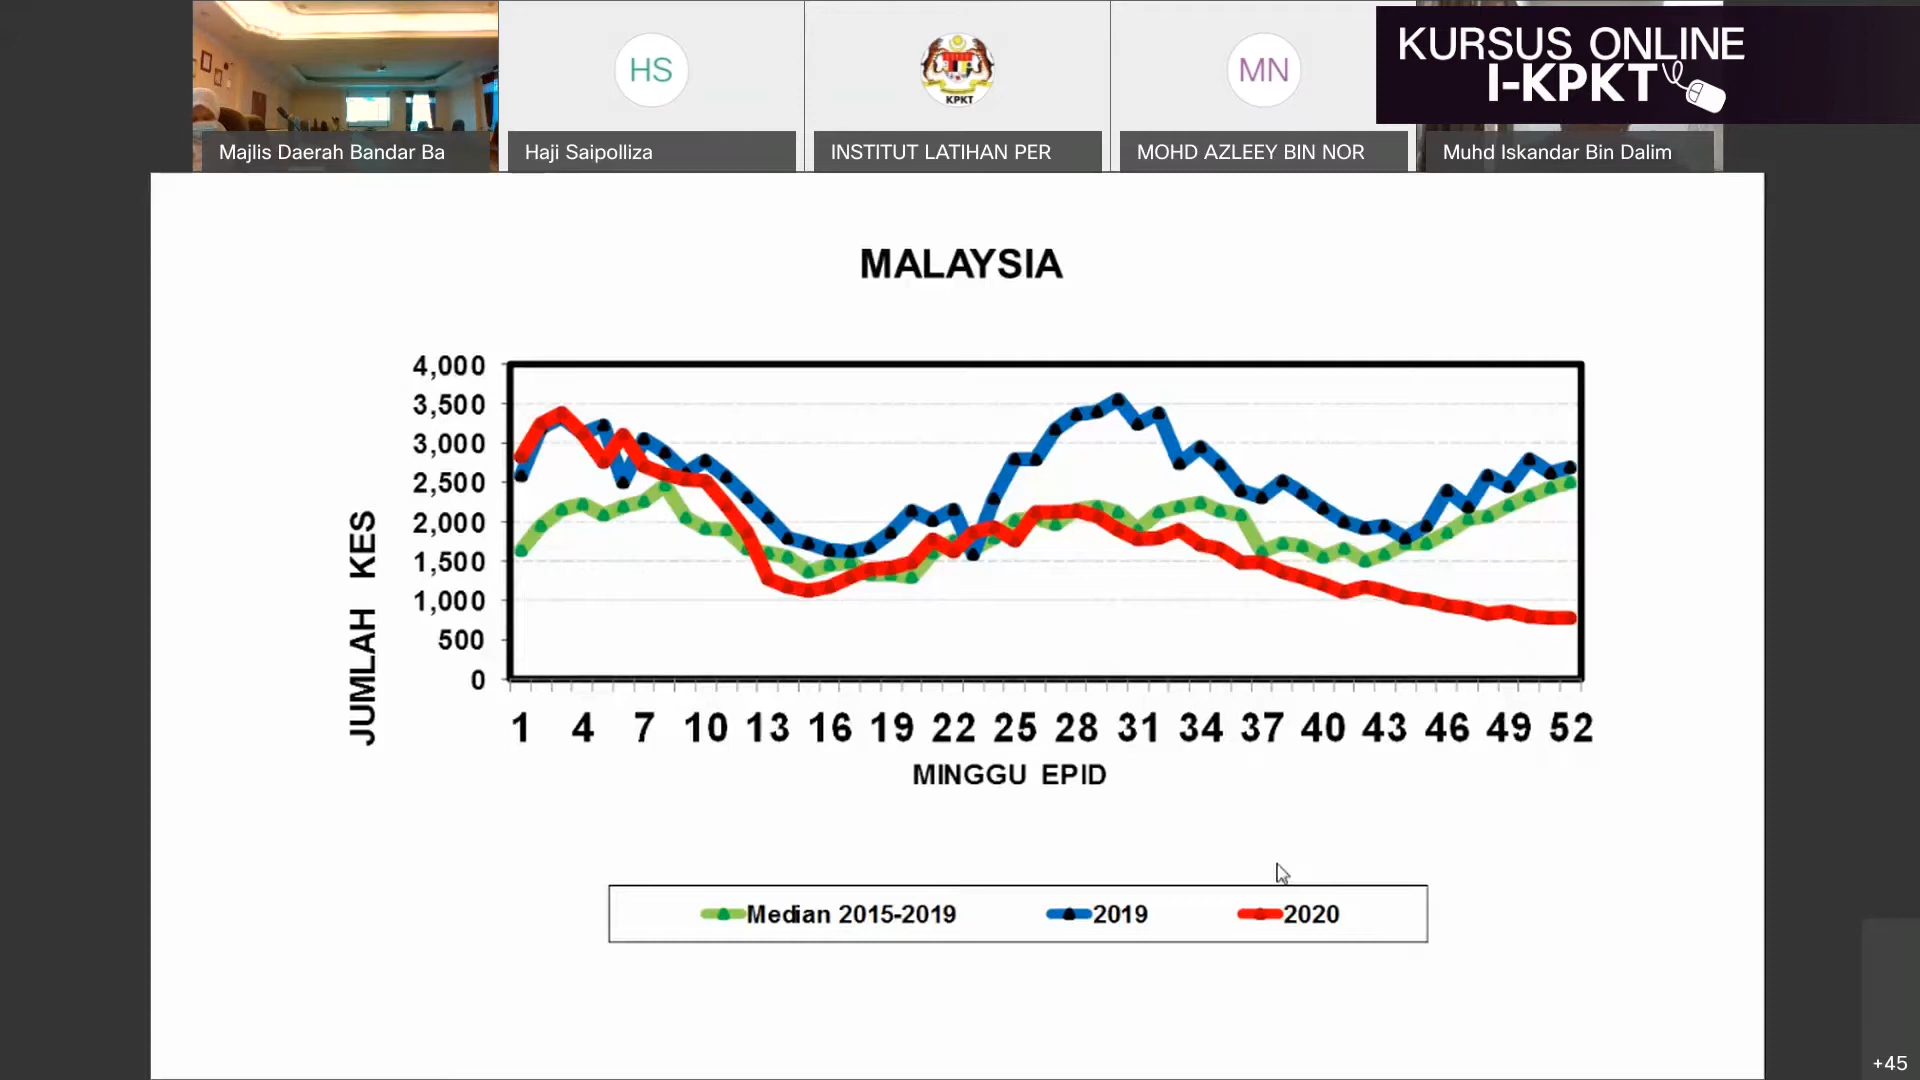 KURSUS ONLINE
I-KPKT
HS
KPKT
MN
Majlis Daerah Bandar Ba
Haji Saipolliza
INSTITUT LATIHAN PER
MOHD AZLEEY BIN NOR
Muhd Iskandar Bin Dalim
MALAYSIA
JUMLAH KES
4,000
3,500
3,000
2,500
2,000
1,500
1,000
500
0
1 4 7 10 13 16 19 22 25 28 31 34 37 40 43 46 49 52
MINGGU EPID
Median 2015-2019 2019 2020
+45